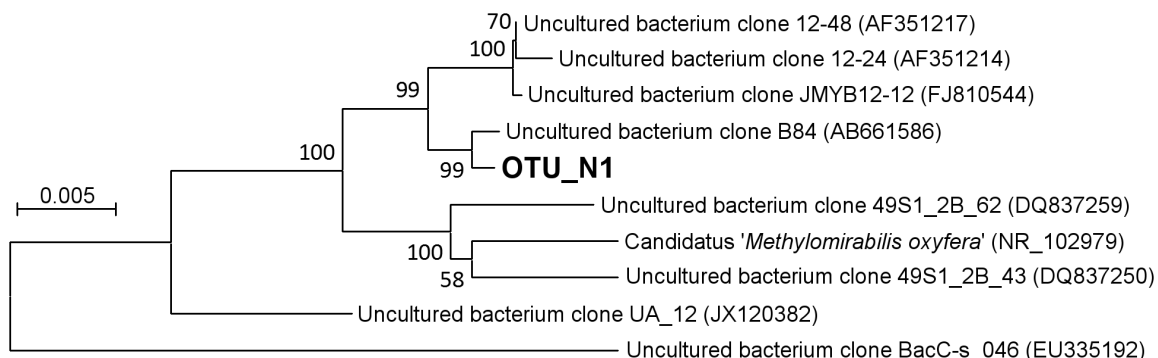 70
Uncultured bacterium clone 12-48 (AF351217)
100
Uncultured bacterium clone 12-24 (AF351214)
99
Uncultured bacterium clone JMYB12-12 (FJ810544)
Uncultured bacterium clone B84 (AB661586)
100
99
OTU_N1
0.005
Uncultured bacterium clone 49S1_2B_62 (DQ837259)
100
Candidatus 'Methylomirabilis oxyfera' (NR_102979)
58
Uncultured bacterium clone 49S1_2B_43 (DQ837250)
Uncultured bacterium clone UA_12 (JX120382)
Uncultured bacterium clone BacC-s_046 (EU335192)